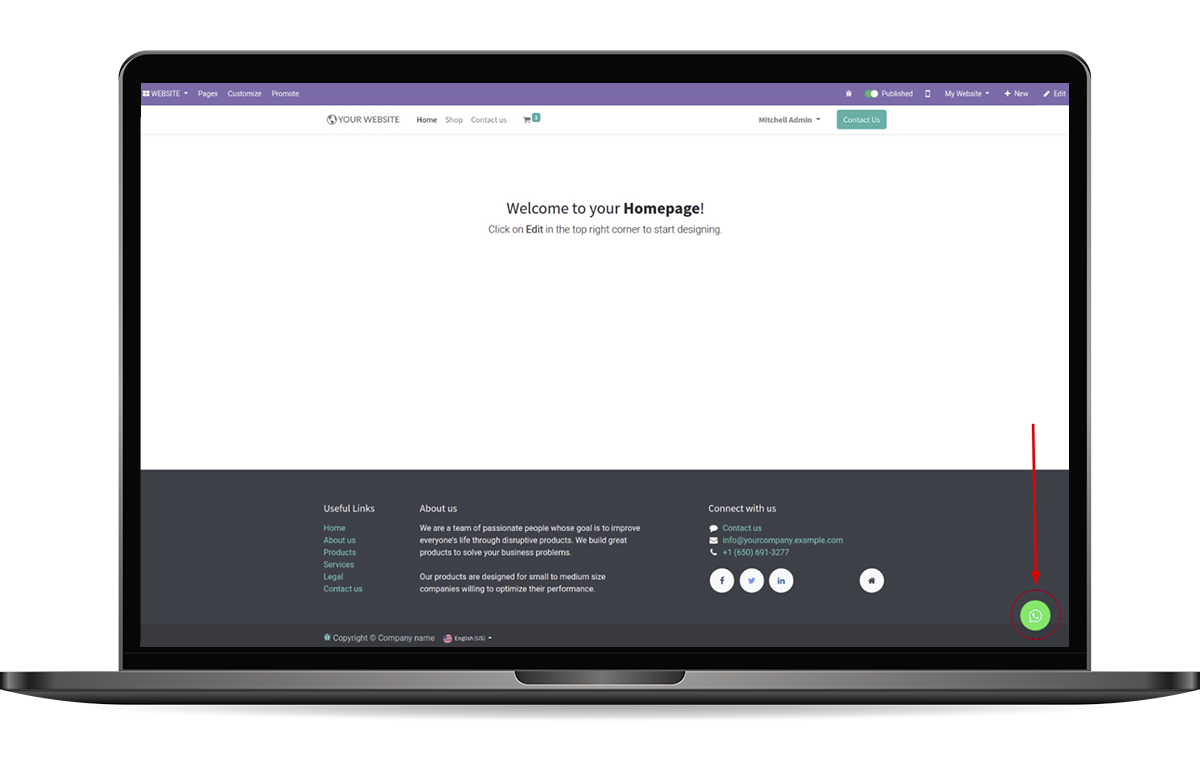 WEBSITE Pages Customize Promote Published My Website New Edit
YOUR WEBSITE Home Shop Contact us 1 Mitchell Admin Contact Us
Welcome to your Homepage!
Click on Edit in the top right corner to start designing.
Useful Links
Home
About us
Products
Services
Legal
Contact us
About us
We are a team of passionate people whose goal is to improve
everyone's life through disruptive products. We build great
products to solve your business problems.
Our products are designed for small to medium size
companies willing to optimize their performance.
Connect with us
Contact us
info@yourcompany.example.com
+1 (650) 691-3277
Copyright © Company name English (US)